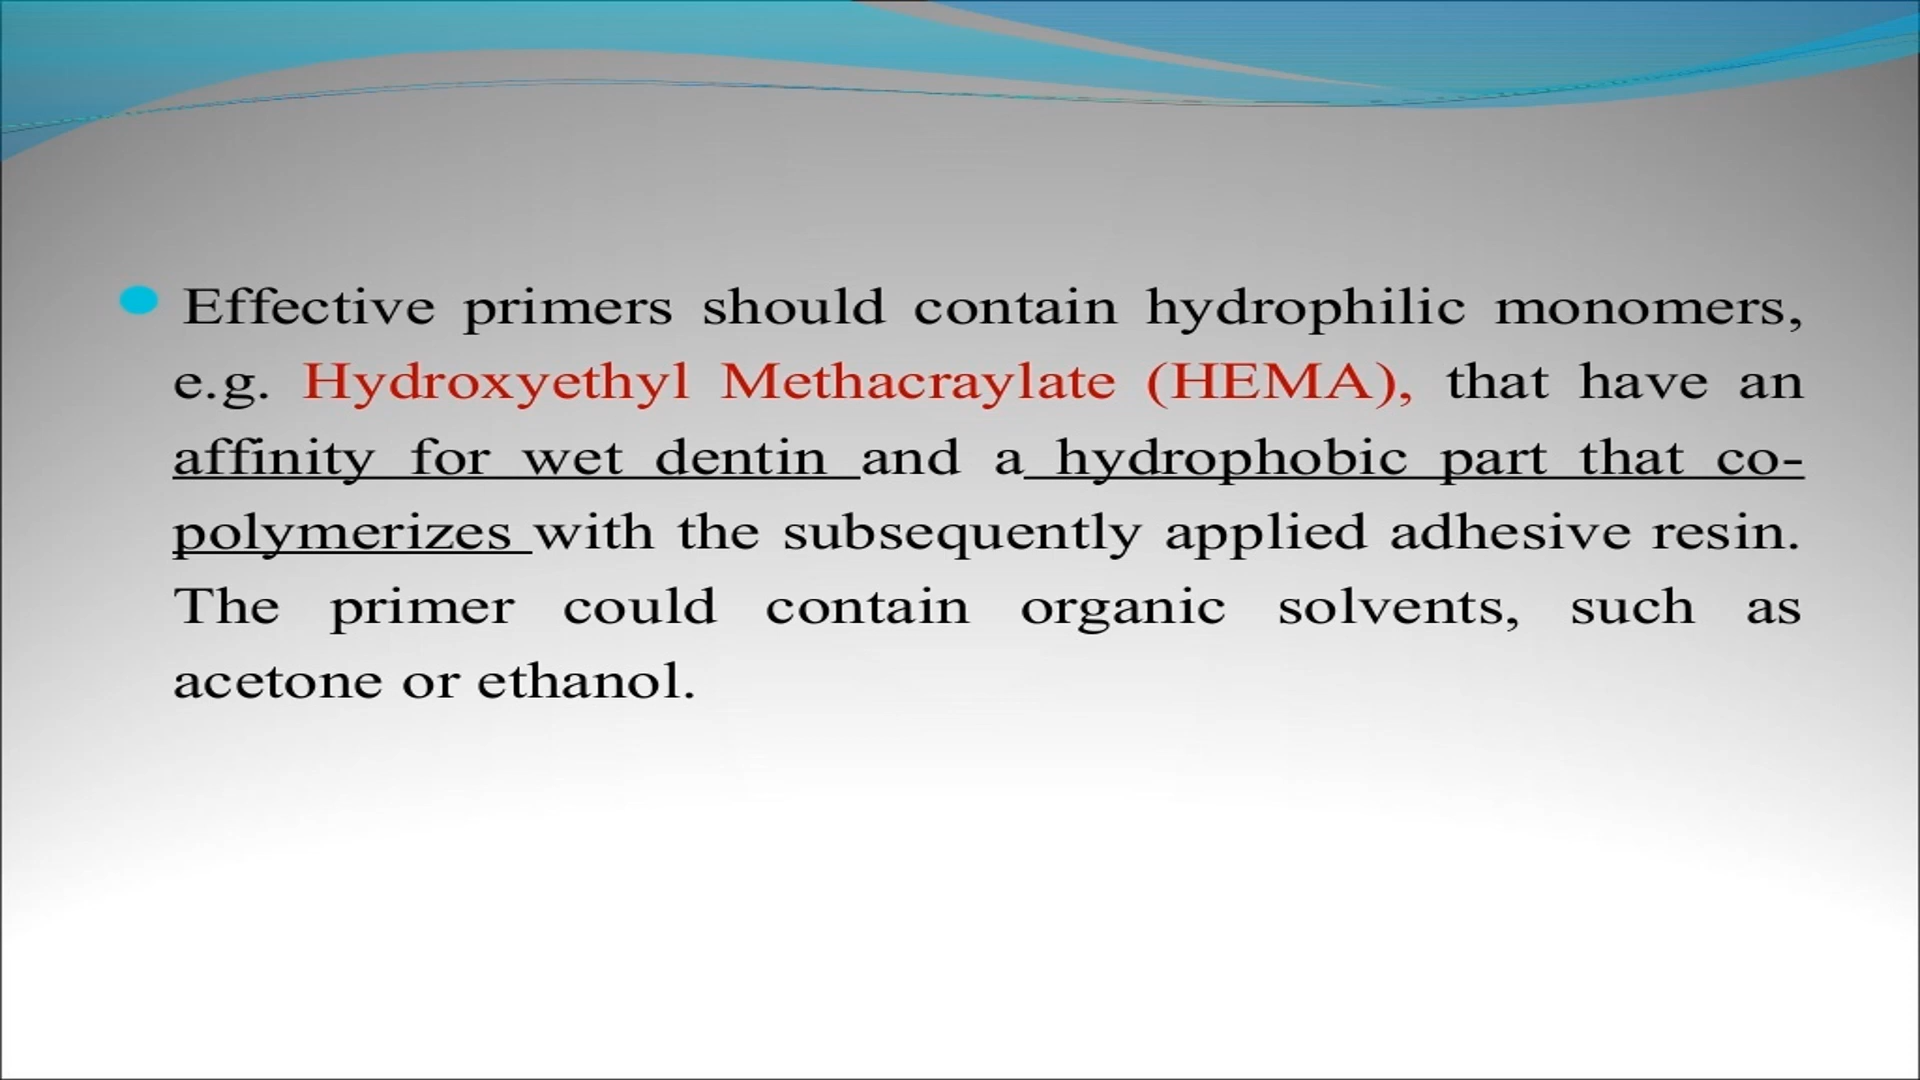 Effective primers should contain hydrophilic monomers,
e.g. Hydroxyethyl Methacraylate (HEMA), that have an
affinity for wet dentin and a hydrophobic part that co-
polymerizes with the subsequently applied adhesive resin.
The primer could contain organic solvents, such as
acetone or ethanol.